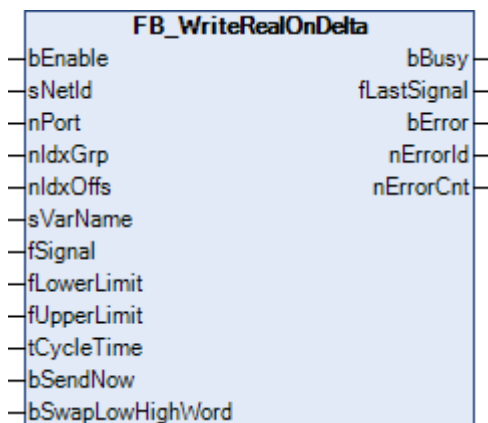 FB_WriteRealOnDelta
bEnable bBusy
sNetId fLastSignal
nPort bError
nIdxGrp nErrorId
nIdxOffs nErrorCnt
sVarName
fSignal
fLowerLimit
fUpperLimit
tCycleTime
bSendNow
bSwapLowHighWord